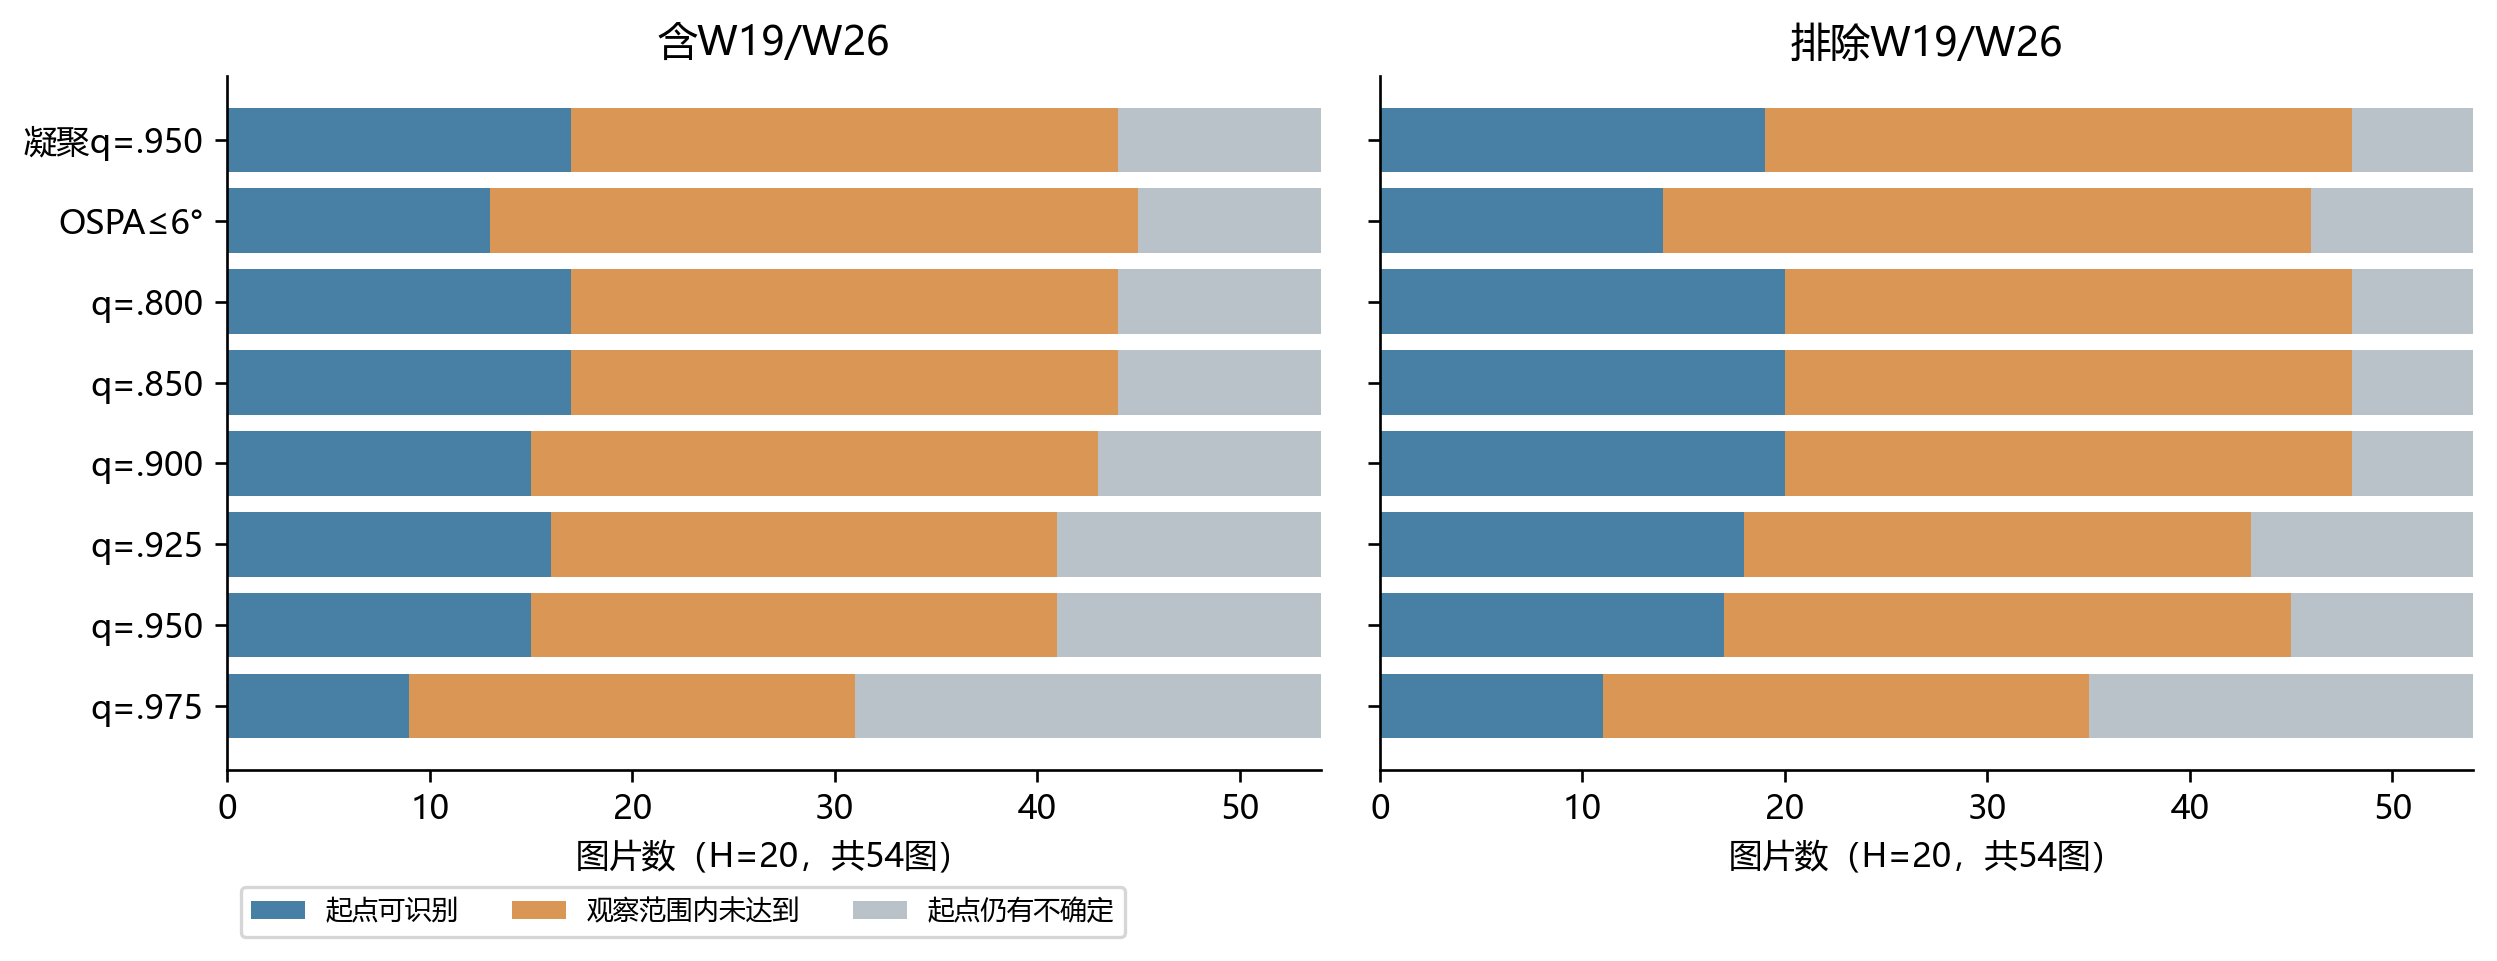 含W19/W26
排除W19/W26
凝聚q=.950
OSPA≤6°
q=.800
q=.850
q=.900
q=.925
q=.950
q=.975
0 10 20 30 40 50
0 10 20 30 40 50
图片数（H=20，共54图）
图片数（H=20，共54图）
起点可识别 观察范围内未达到 起点仍有不确定